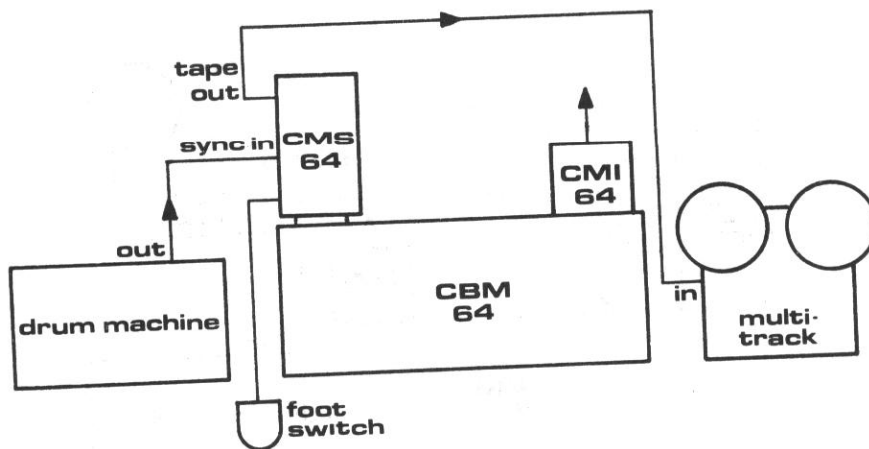 tape
out
CMS
64
sync in
CMI
64
out
drum machine
CBM
64
in
multi-
track
foot
switch